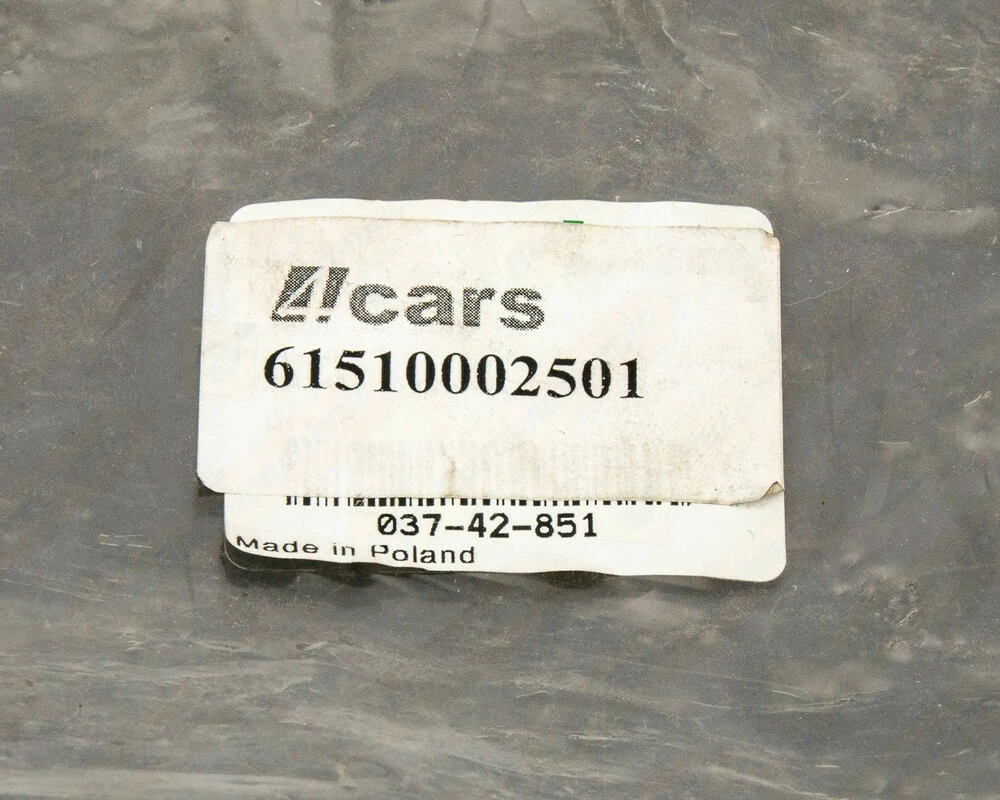 4cars
61510002501
037-42-851
Made in Poland